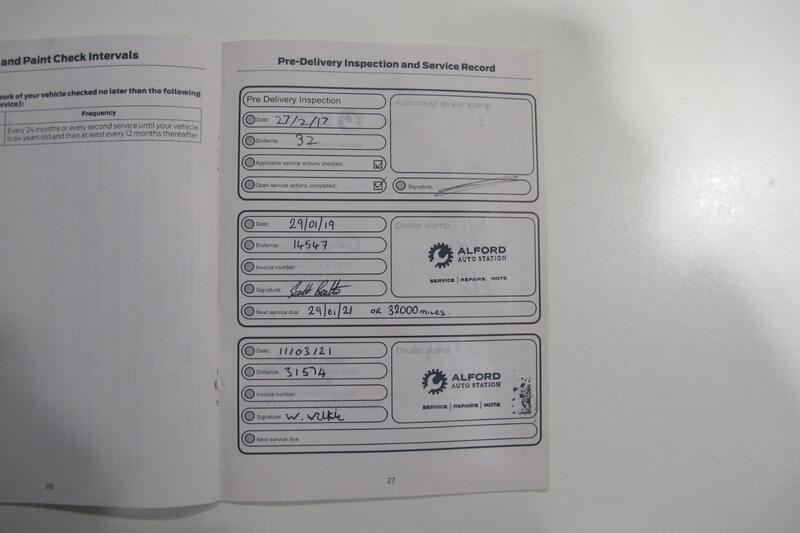 and Paint Check Intervals
work of your vehicle checked no later than the following
ervice):
Frequency
Every 24 months or every second service until your vehicle
is six years old and then at least every 12 months thereafter
26
Pre-Delivery Inspection and Service Record
Pre Delivery Inspection
Date: 27/2/17
Distance: 32
Applicable service actions checked:
Open service actions completed:
Authorised dealer stamp
Signature:
Date: 29/01/19
Distance: 14547
Invoice number:
Signature: Scott
Next service due: 29/01/21 OR 32000 MILES.
Dealer stamp
ALFORD
AUTO STATION
SERVICE | REPAIRS | MOTS
Date: 11/03/21
Distance: 31574
Invoice number:
Signature: W.
Next service due:
Dealer stamp
ALFORD
AUTO STATION
SERVICE | REPAIRS | MOTS
27